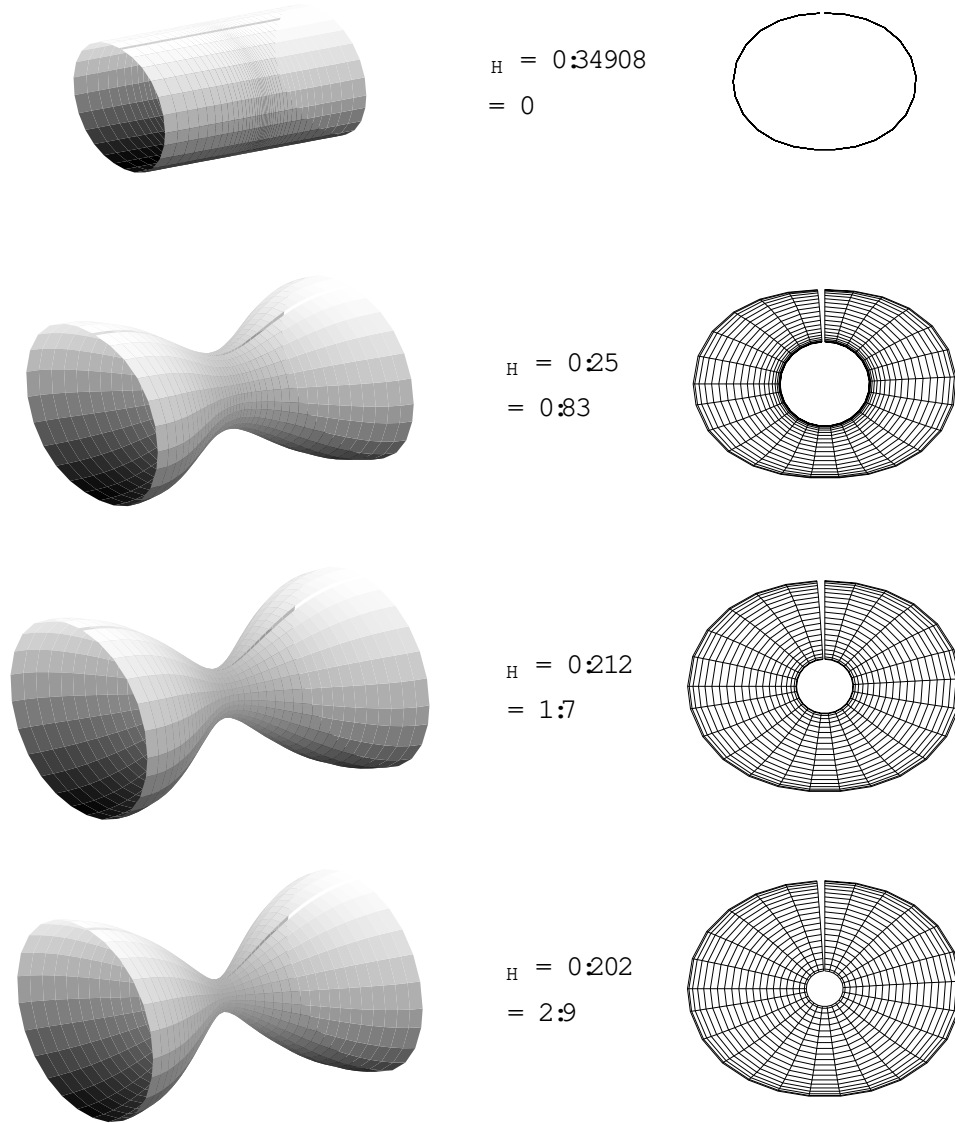 H = 0:34908
= 0
H = 0:25
= 0:83
H = 0:212
= 1:7
H = 0:202
= 2:9